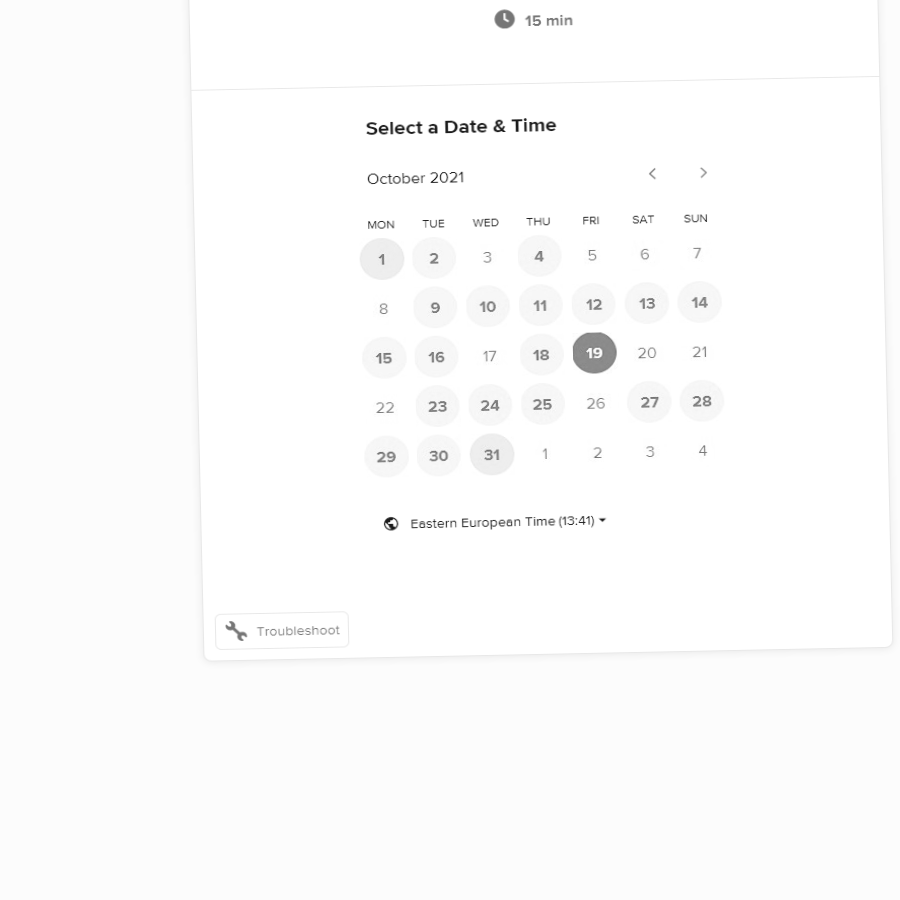 15 min
Select a Date & Time
October 2021
MON TUE WED THU FRI SAT SUN
1 2 3 4 5 6 7
8 9 10 11 12 13 14
15 16 17 18 19 20 21
22 23 24 25 26 27 28
29 30 31 1 2 3 4
Eastern European Time (13:41)
Troubleshoot